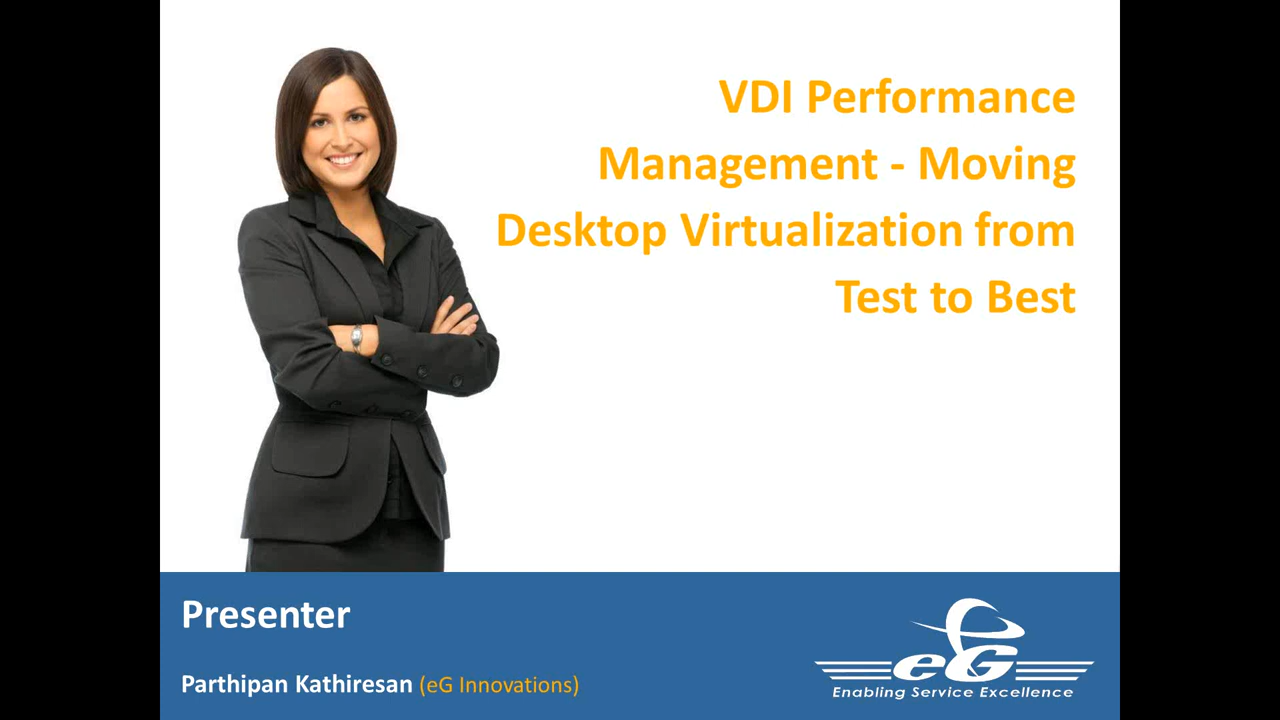 VDI Performance
Management - Moving
Desktop Virtualization from
Test to Best
Presenter
Parthipan Kathiresan (eG Innovations)
eG
Enabling Service Excellence